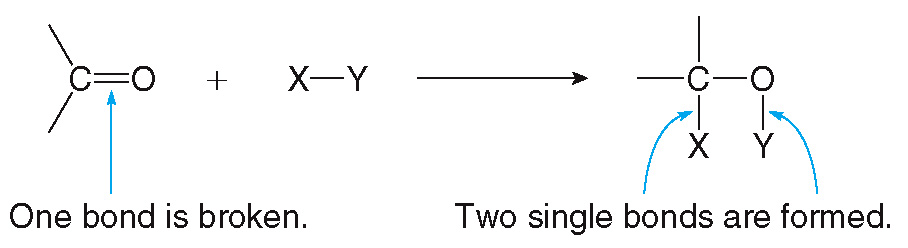 C=O + X—Y → C—O
X Y
One bond is broken. Two single bonds are formed.